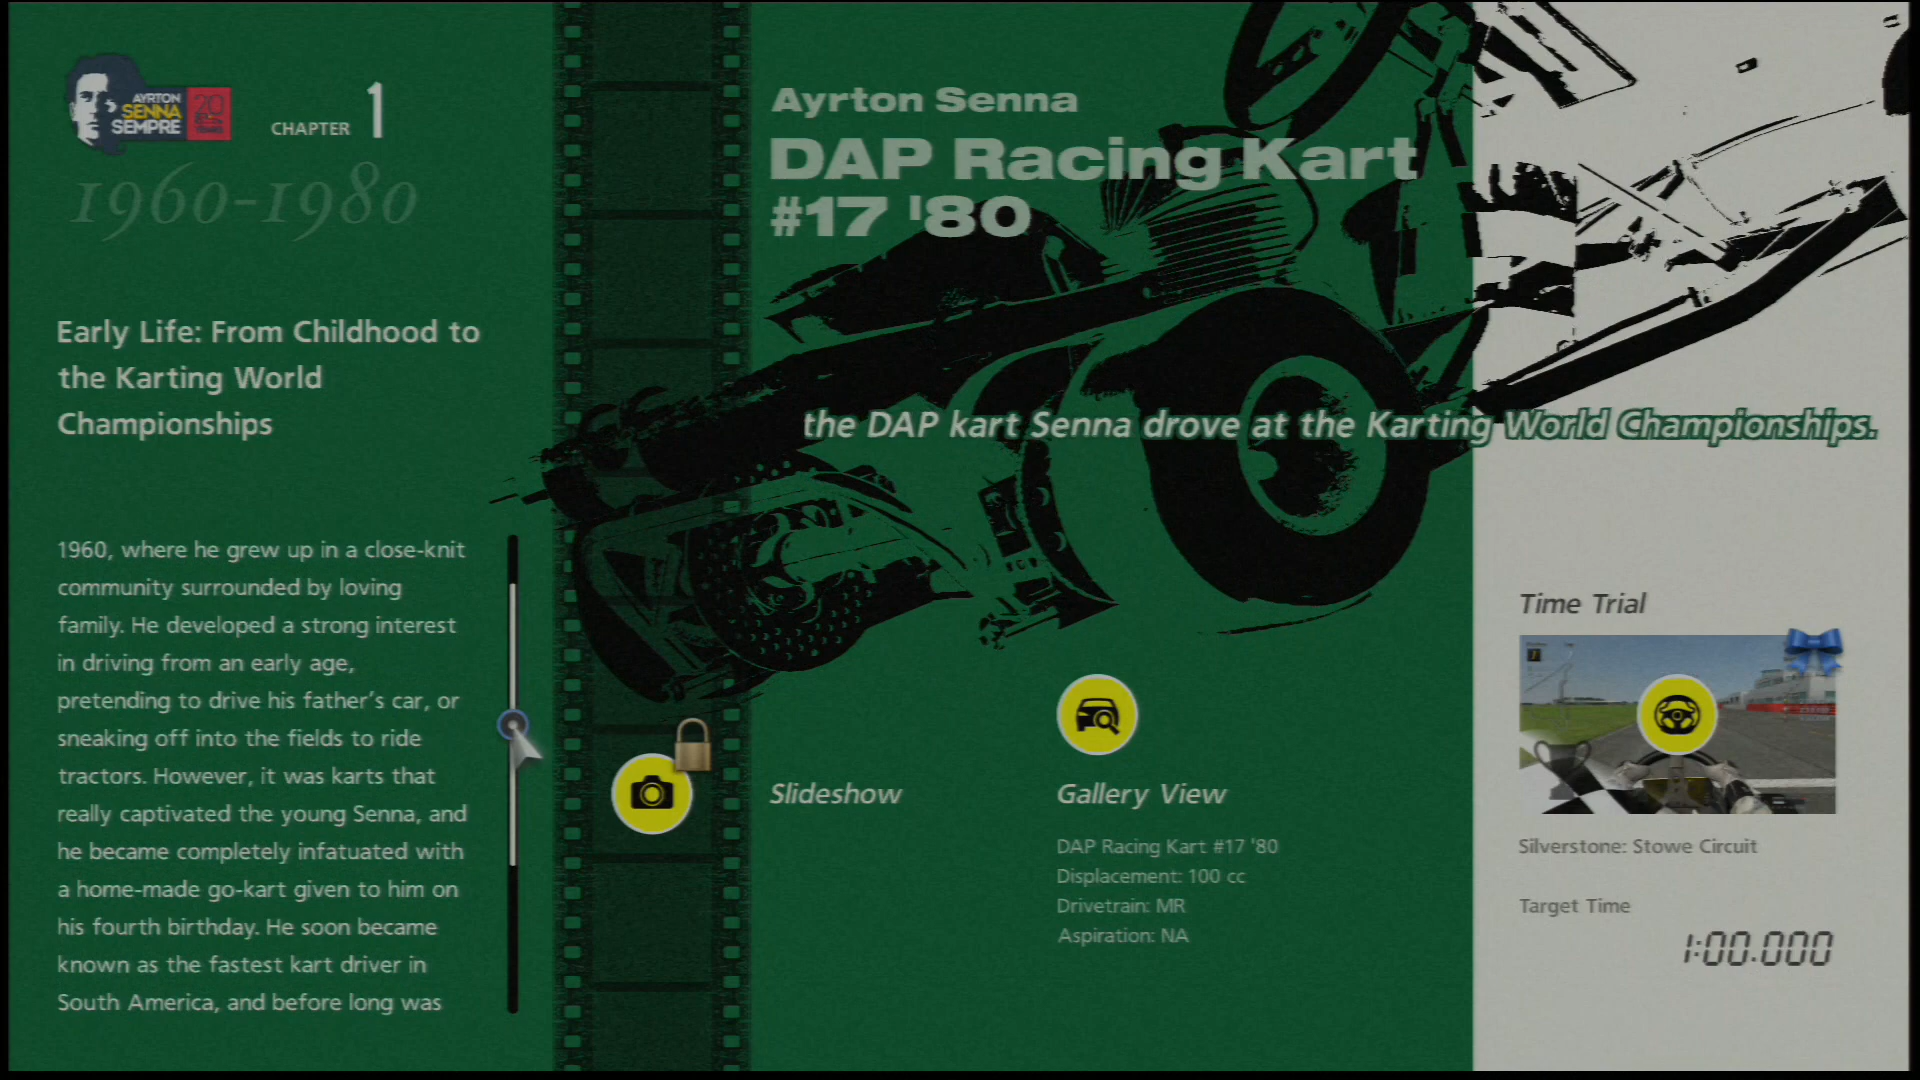 AYRTON
SENNA
SEMPRE
20
YEARS
CHAPTER 1
1960-1980
Early Life: From Childhood to
the Karting World
Championships
1960, where he grew up in a close-knit
community surrounded by loving
family. He developed a strong interest
in driving from an early age,
pretending to drive his father’s car, or
sneaking off into the fields to ride
tractors. However, it was karts that
really captivated the young Senna, and
he became completely infatuated with
a home-made go-kart given to him on
his fourth birthday. He soon became
known as the fastest kart driver in
South America, and before long was
Ayrton Senna
DAP Racing Kart
#17 '80
the DAP kart Senna drove at the Karting World Championships.
Slideshow
Gallery View
DAP Racing Kart #17 '80
Displacement: 100 cc
Drivetrain: MR
Aspiration: NA
Time Trial
Silverstone: Stowe Circuit
Target Time
1:00.000